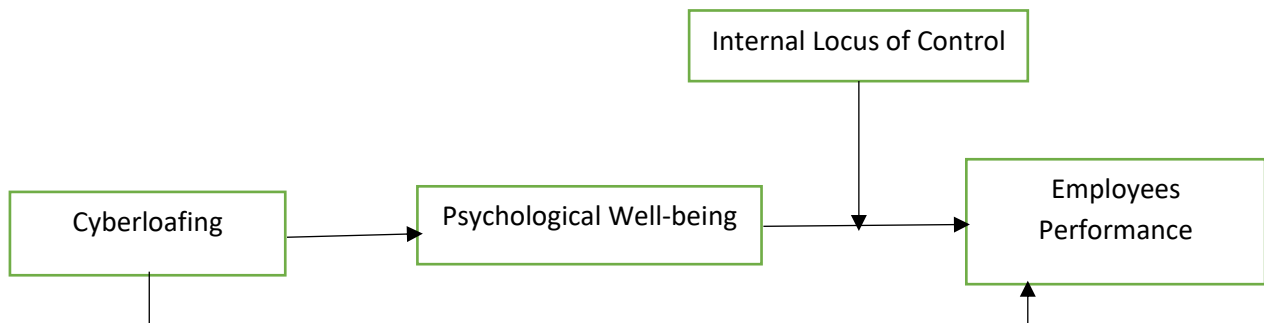 Internal Locus of Control
Cyberloafing
Psychological Well-being
Employees
Performance